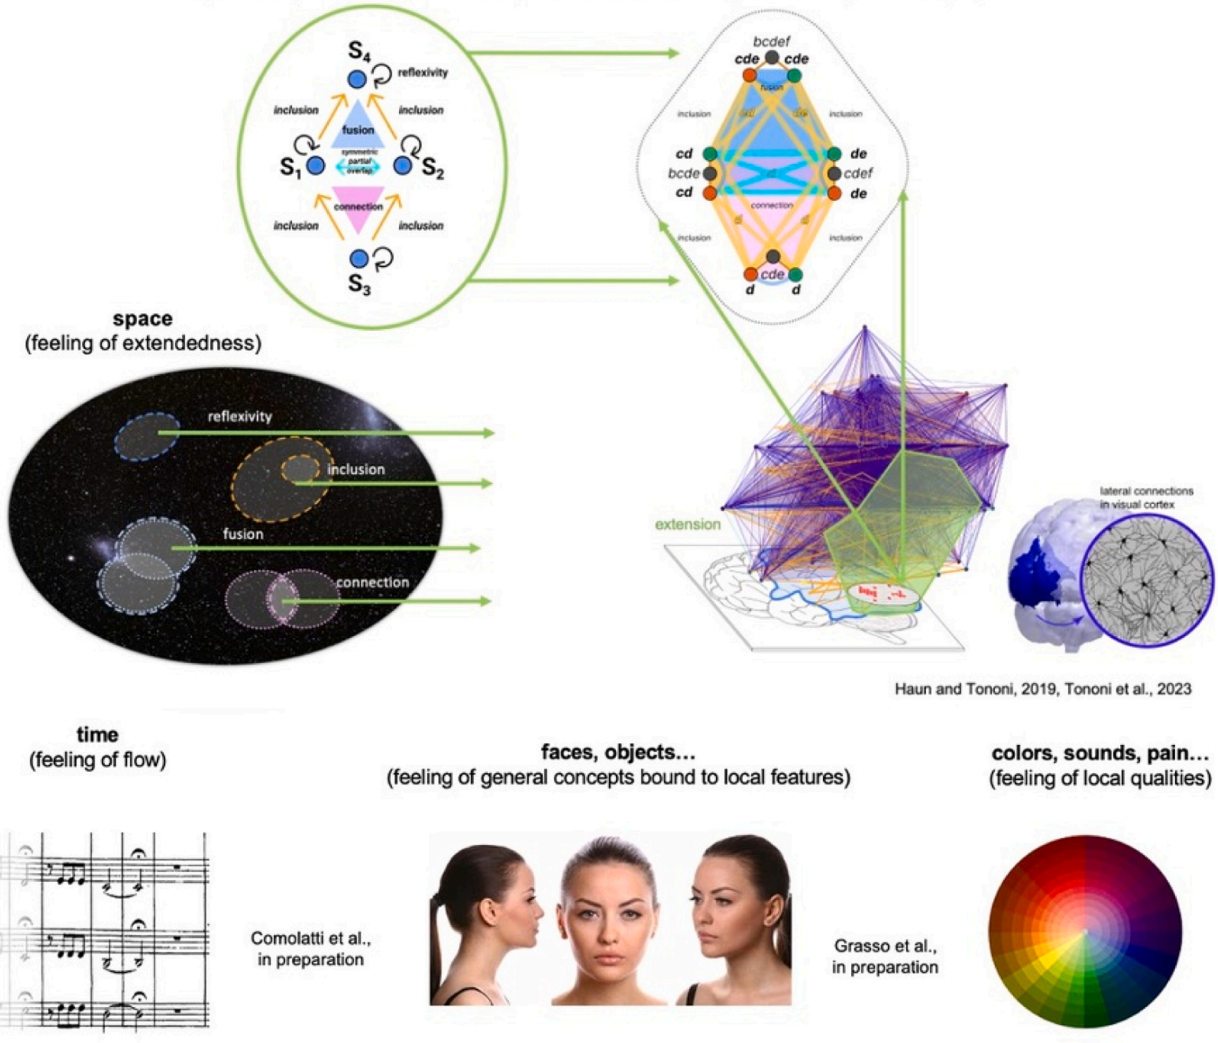 S4
reflexivity
inclusion
inclusion
fusion
S1
symmetric
partial
overlap
S2
connection
inclusion
inclusion
S3
bcdef
cde
cde
fusion
inclusion
inclusion
cd
de
bcde
cdef
cd
de
connection
inclusion
inclusion
cde
d
d
space
(feeling of extendedness)
reflexivity
inclusion
fusion
connection
extension
lateral connections
in visual cortex
Haun and Tononi, 2019, Tononi et al., 2023
time
(feeling of flow)
faces, objects...
(feeling of general concepts bound to local features)
colors, sounds, pain...
(feeling of local qualities)
Comolatti et al.,
in preparation
Grasso et al.,
in preparation